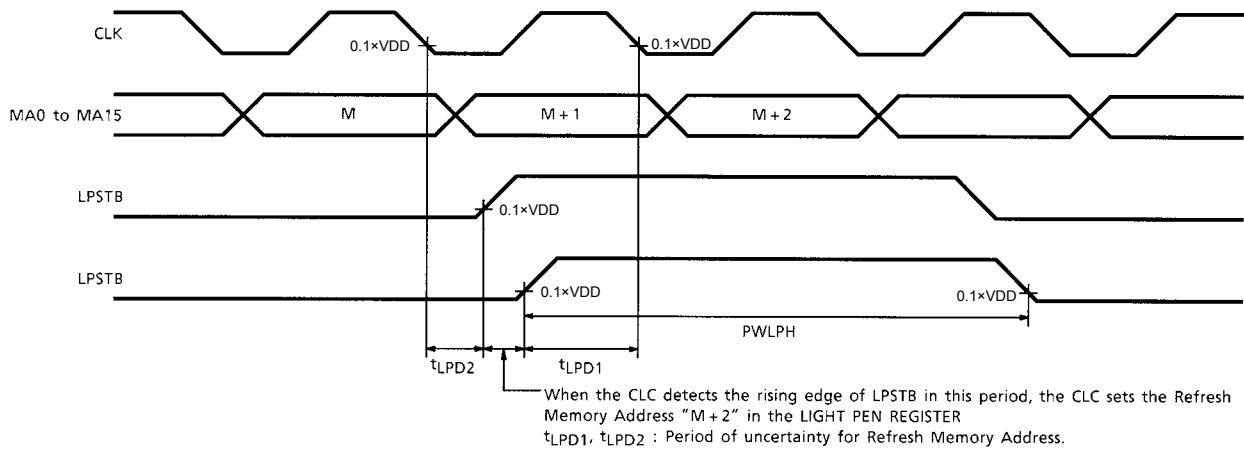 CLK
0.1×VDD
0.1×VDD
MA0 to MA15
M
M + 1
M + 2
LPSTB
0.1×VDD
LPSTB
0.1×VDD
0.1×VDD
PWLPH
tLPD2
tLPD1
When the CLC detects the rising edge of LPSTB in this period, the CLC sets the Refresh
Memory Address "M + 2" in the LIGHT PEN REGISTER
tLPD1, tLPD2 : Period of uncertainty for Refresh Memory Address.